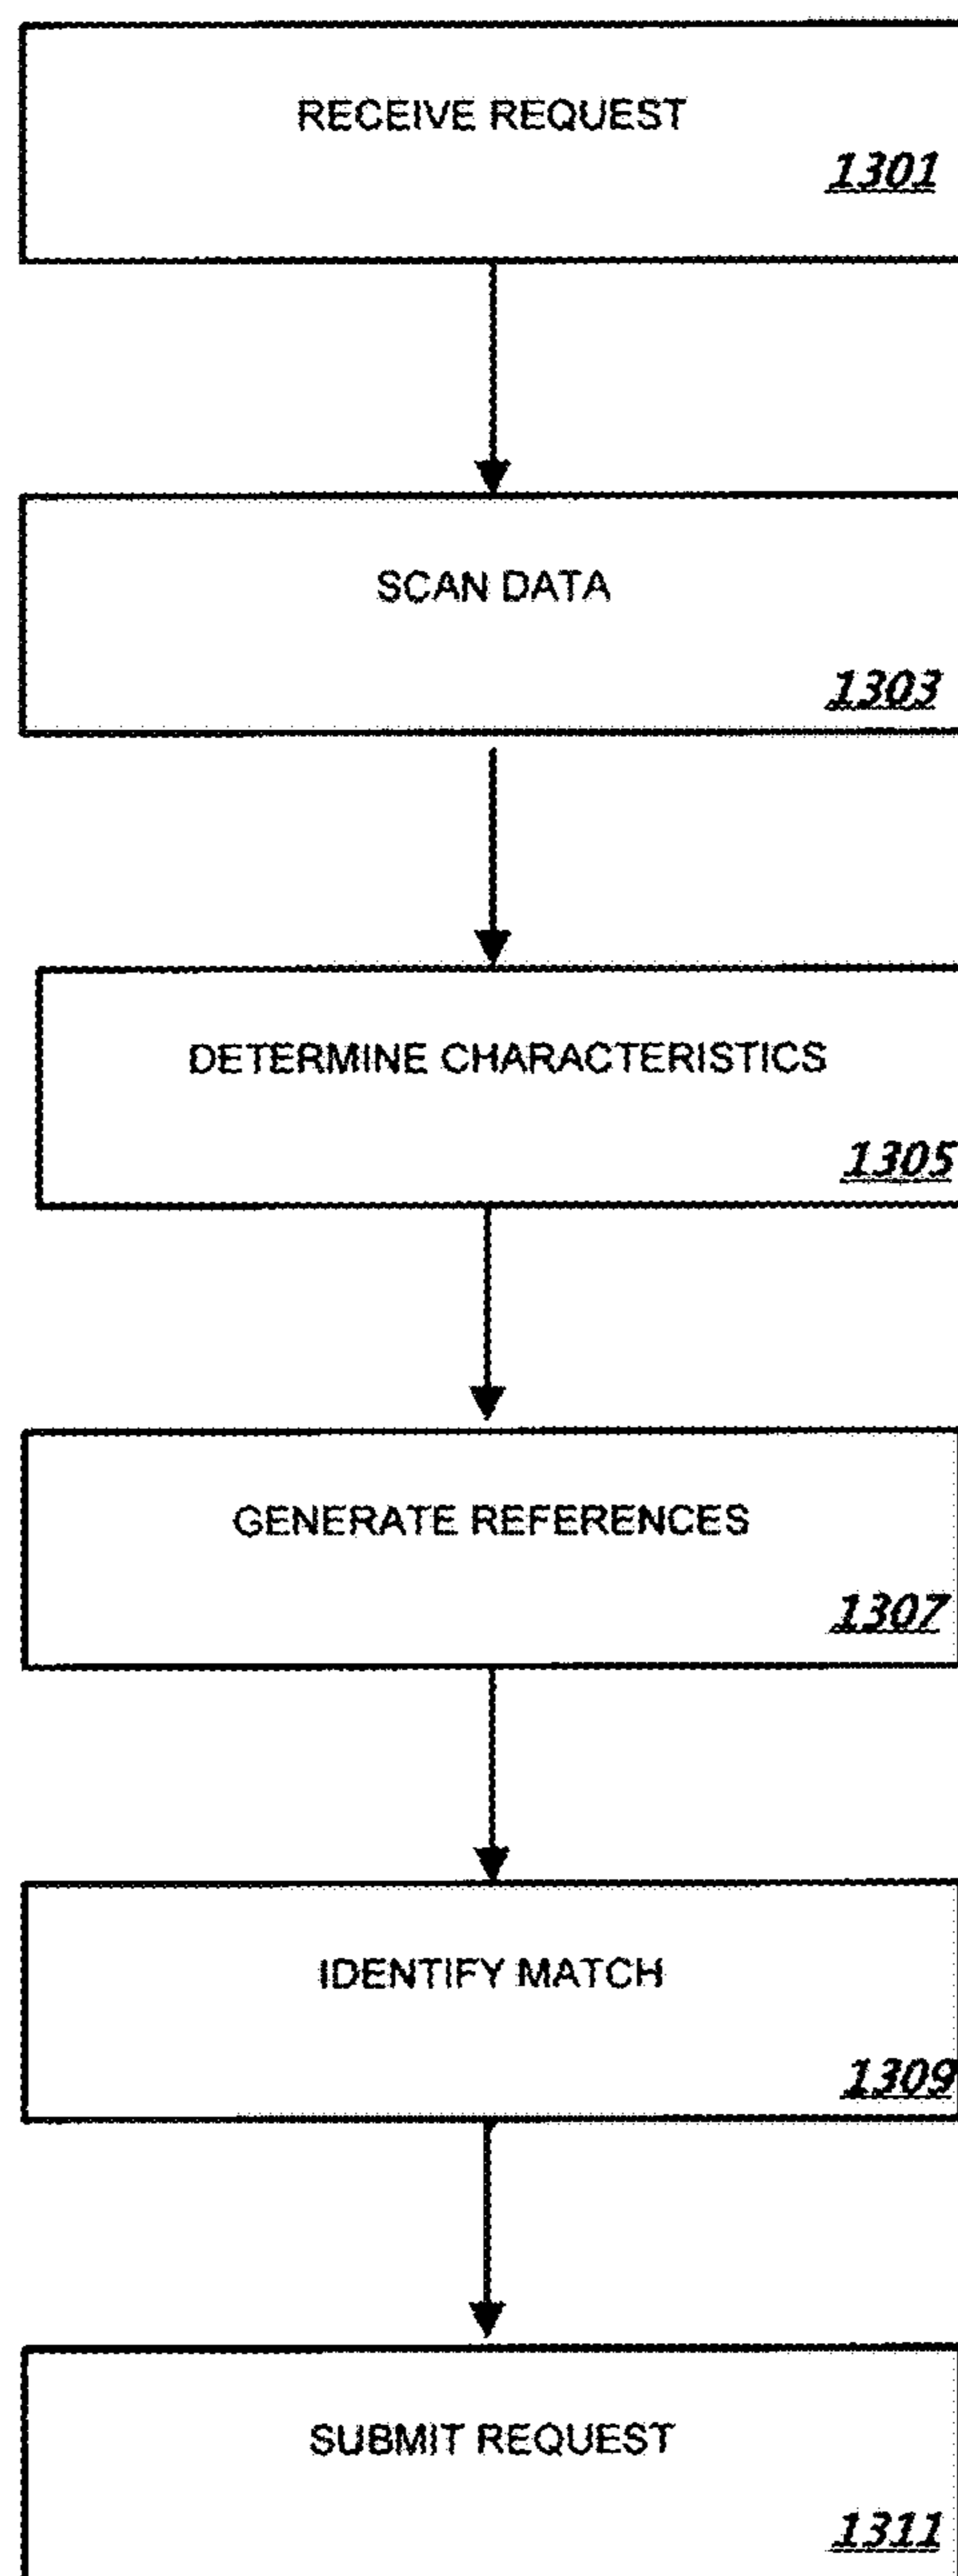 RECEIVE REQUEST
1301
SCAN DATA
1303
DETERMINE CHARACTERISTICS
1305
GENERATE REFERENCES
1307
IDENTIFY MATCH
1309
SUBMIT REQUEST
1311